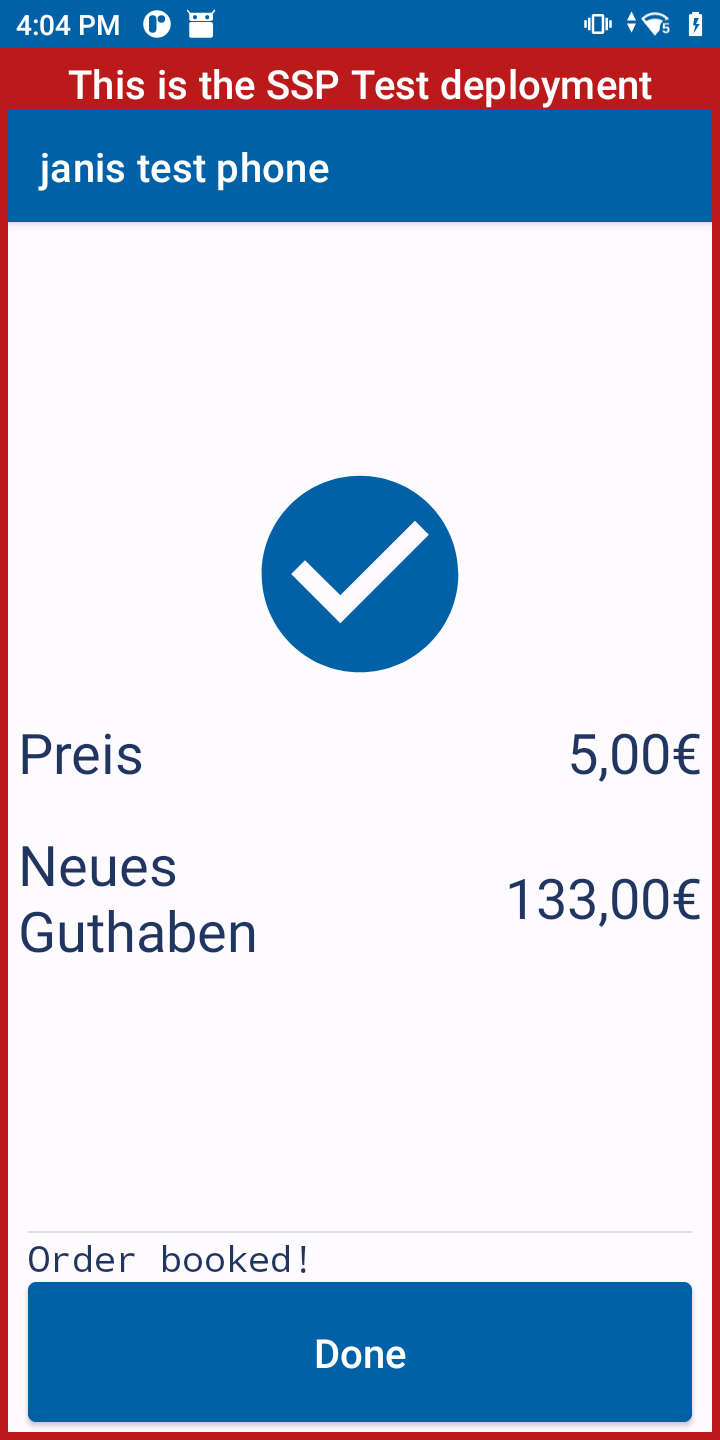 4:04 PM
5
This is the SSP Test deployment
janis test phone
Preis 5,00€
Neues
Guthaben 133,00€
Order booked!
Done